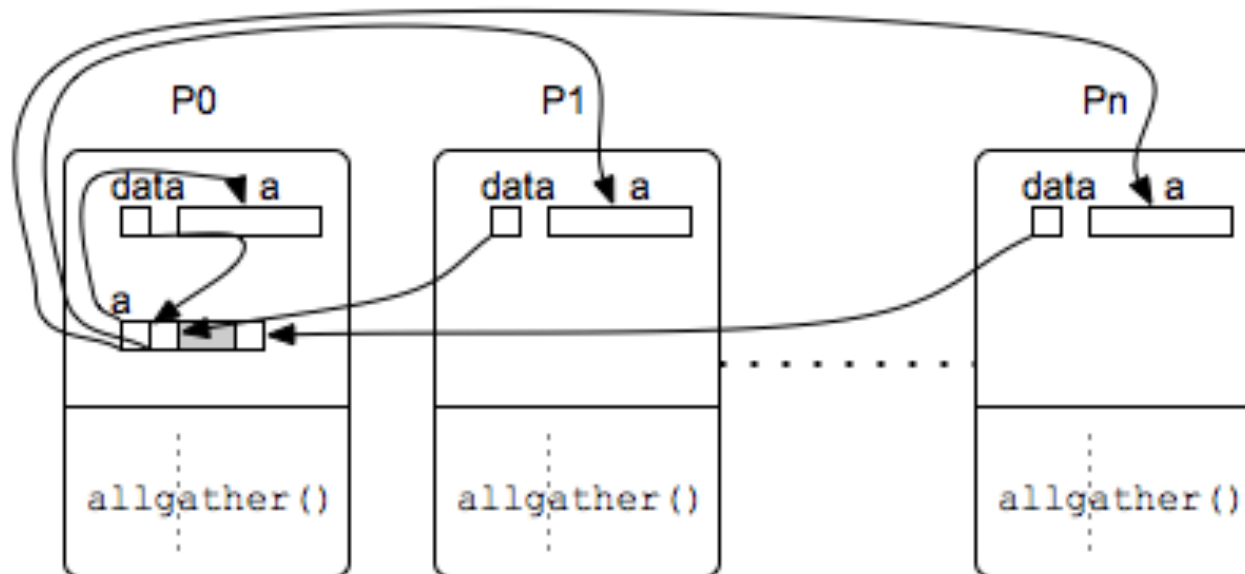 P0 P1 Pn
data a data a data a
a
allgather() allgather() allgather()